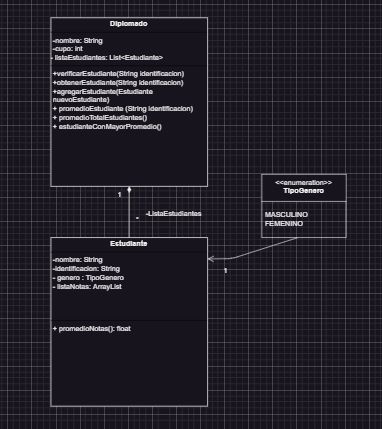 Diplomado
-nombre: String
-cupo: int
- listaEstudiantes: List<Estudiante>
+verificarEstudiante(String identificacion)
+obtenerEstudiante(String identificacion)
+agregarEstudiante(Estudiante
nuevoEstudiante)
+ promedioEstudiante (String identificacion)
+ promedioTotalEstudiantes()
+ estudianteConMayorPromedio()
1
-ListaEstudiantes
<<enumeration>>
TipoGenero
MASCULINO
FEMENINO
Estudiante
-nombre: String
-identificacion: String
- genero : TipoGenero
- listaNotas: ArrayList
1
+ promedioNotas(): float